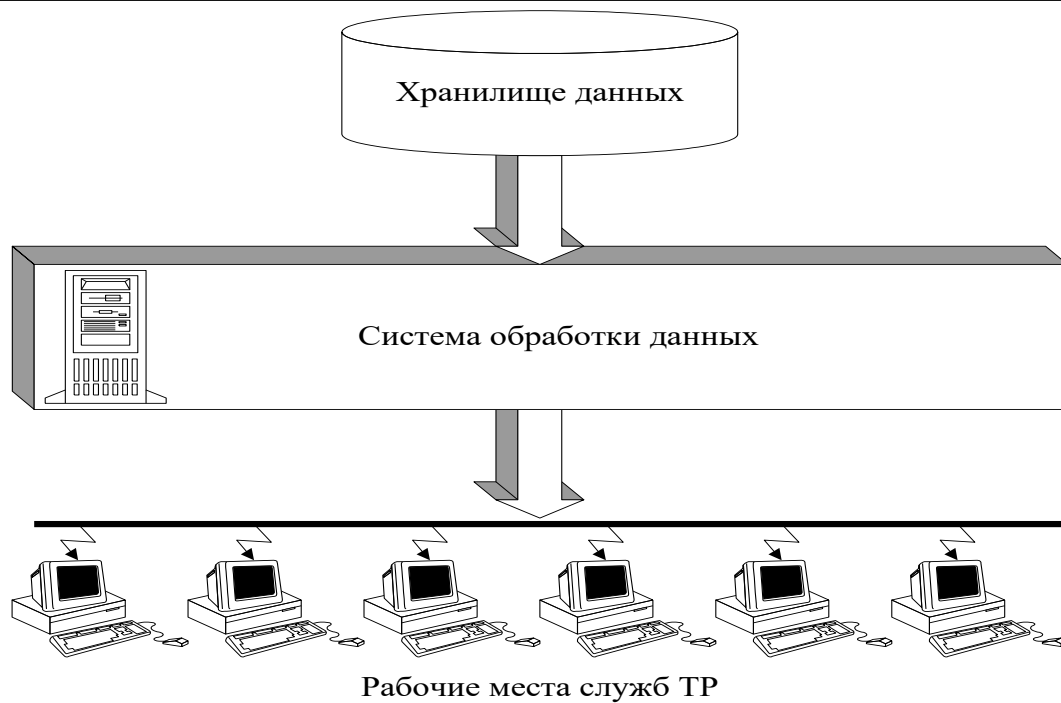 Хранилище данных
Система обработки данных
Рабочие места служб ТР